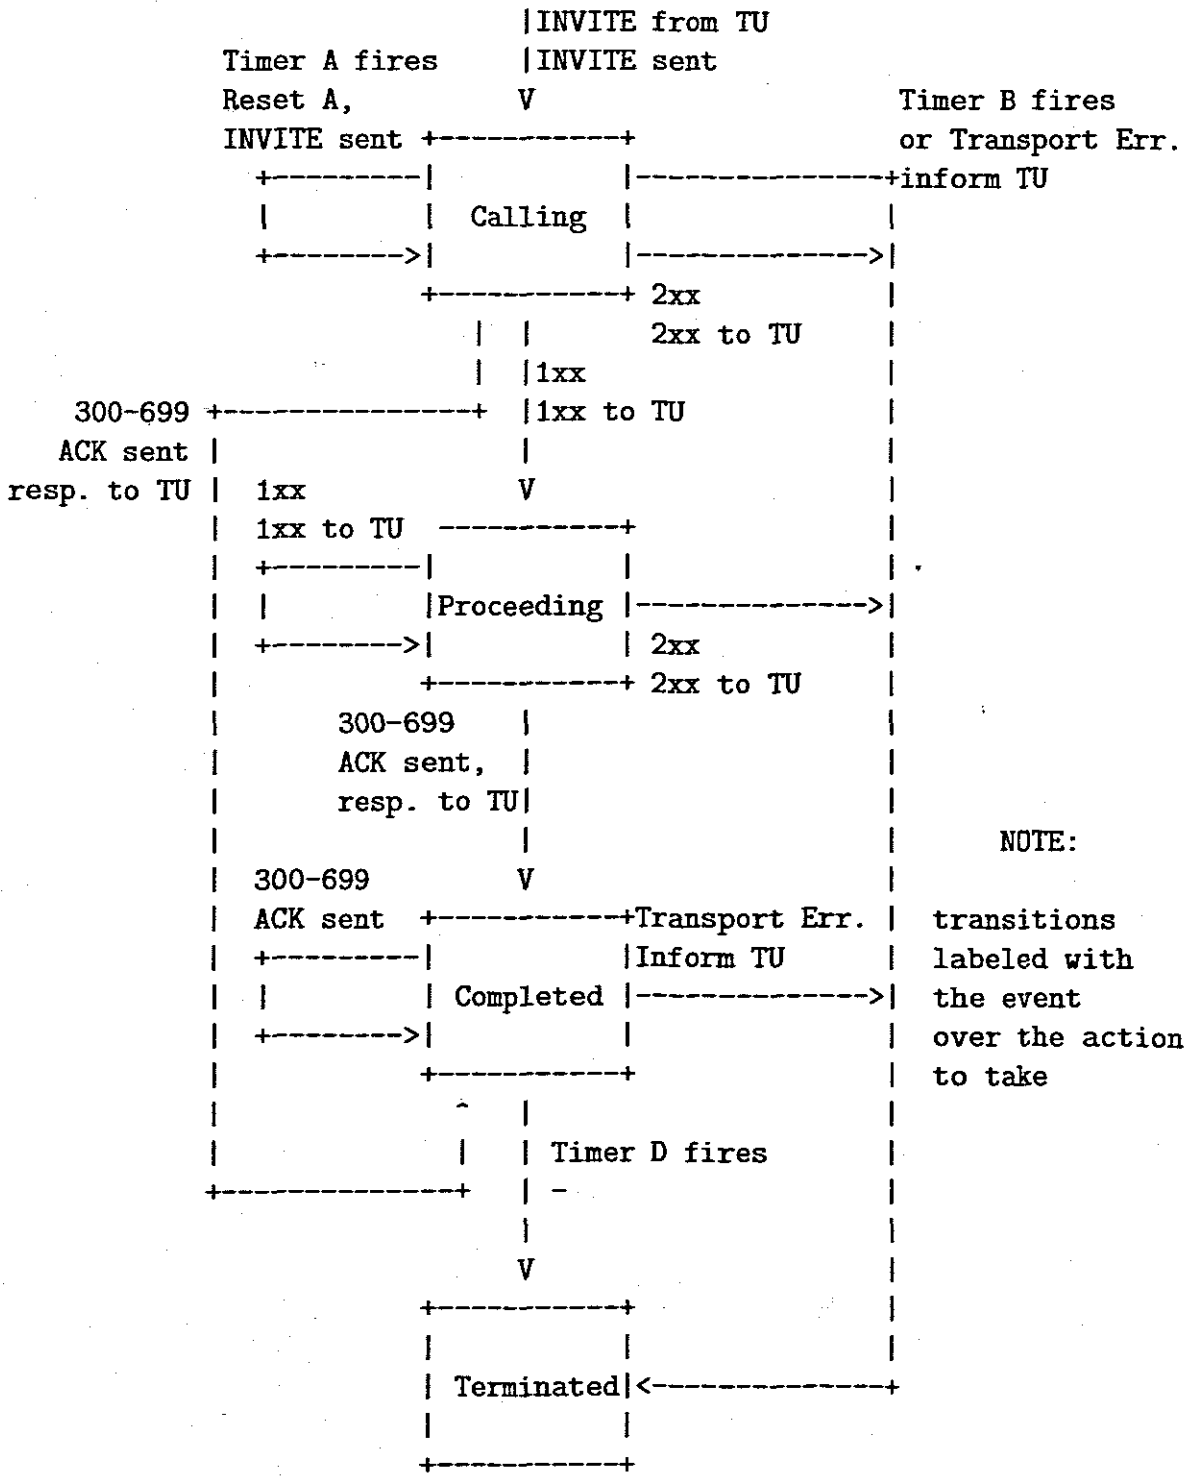 |INVITE from TU
Timer A fires |INVITE sent
Reset A, V Timer B fires
INVITE sent +-----------+ or Transport Err.
+---------| |---------------+inform TU
| | Calling | |
+-------->| |-------------->|
+-----------+ 2xx |
| | 2xx to TU |
| |1xx |
300-699 +---------------+ |1xx to TU |
ACK sent | | |
resp. to TU | 1xx V |
| 1xx to TU -----------+ |
| +---------| | |
| | |Proceeding |-------------->|
| +-------->| | 2xx |
| +-----------+ 2xx to TU |
| 300-699 | |
| ACK sent, | |
| resp. to TU| |
| | | NOTE:
| 300-699 V |
| ACK sent +-----------+Transport Err. | transitions
| +---------| |Inform TU | labeled with
| | | Completed |-------------->| the event
| +-------->| | | over the action
| +-----------+ | to take
| ^ | |
| | | Timer D fires |
+--------------+ | - |
| |
V |
+-----------+ |
| | |
| Terminated|<--------------+
| |
+-----------+